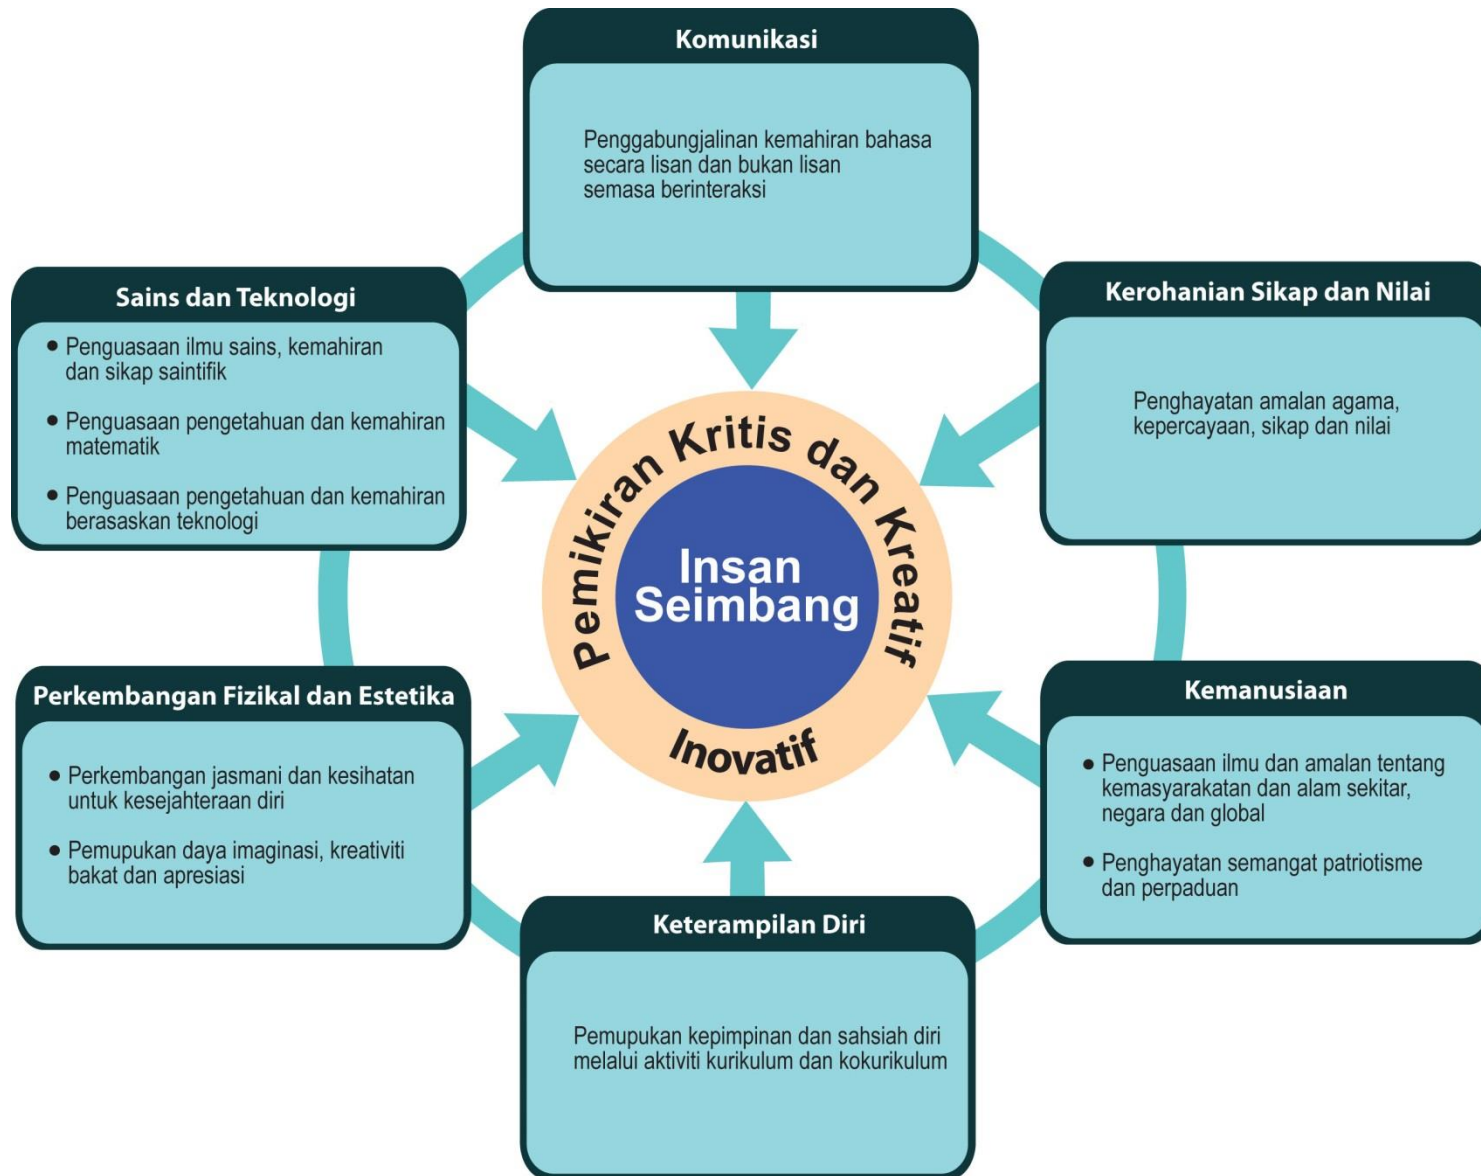 Komunikasi
Penggabungjalinan kemahiran bahasa
secara lisan dan bukan lisan
semasa berinteraksi
Sains dan Teknologi
● Penguasaan ilmu sains, kemahiran
dan sikap saintifik
● Penguasaan pengetahuan dan kemahiran
matematik
● Penguasaan pengetahuan dan kemahiran
berasaskan teknologi
Kerohanian Sikap dan Nilai
Penghayatan amalan agama,
kepercayaan, sikap dan nilai
Pemikiran Kritis dan Kreatif
Insan
Seimbang
Inovatif
Perkembangan Fizikal dan Estetika
● Perkembangan jasmani dan kesihatan
untuk kesejahteraan diri
● Pemupukan daya imaginasi, kreativiti
bakat dan apresiasi
Kemanusiaan
● Penguasaan ilmu dan amalan tentang
kemasyarakatan dan alam sekitar,
negara dan global
● Penghayatan semangat patriotisme
dan perpaduan
Keterampilan Diri
Pemupukan kepimpinan dan sahsiah diri
melalui aktiviti kurikulum dan kokurikulum